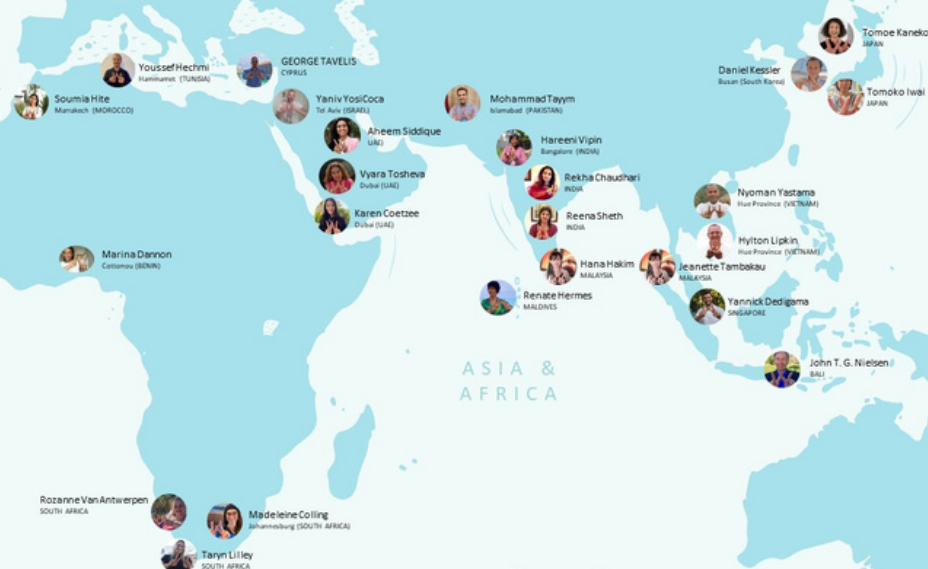 Tomoe Kaneko
JAPAN
YoussefHechmi
Hammamet (TUNISIA)
GEORGE TAVELIS
CYPRUS
Daniel Kessler
Busan (South Korea)
Tomoko Iwai
JAPAN
Soumia Hite
Marrakech (MOROCCO)
Yaniv YosiCoca
Tel Aviv (ISRAEL)
Mohammad Tayym
Islamabad (PAKISTAN)
Aheem Siddique
UAE)
Hareeni Vipin
Bangalore (INDIA)
Vyara Tosheva
Dubai (UAE)
Rekha Chaudhari
INDIA
Nyoman Yastama
Hue Province (VIETNAM)
Karen Coetzee
Dubai (UAE)
Reena Sheth
INDIA
Hylton Lipkin
Hue Province (VIETNAM)
Marina Dannon
Cottonou (BENIN)
Hana Hakim
MALAYSIA
Jeanette Tambakau
MALAYSIA
Renate Hermes
MALDIVES
Yannick Dedigama
SINGAPORE
ASIA &
AFRICA
John T. G. Nielsen
BALI
Rozanne Van Antwerpen
SOUTH AFRICA
Madeleine Colling
Johannesburg (SOUTH AFRICA)
Taryn Lilley
SOUTH AFRICA